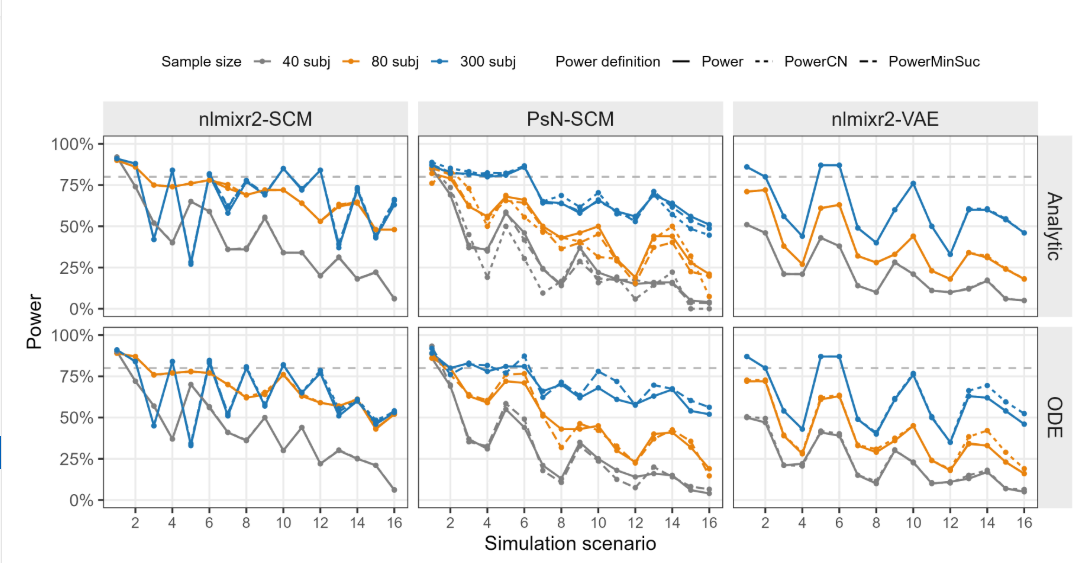 Sample size 40 subj 80 subj 300 subj Power definition Power PowerCN PowerMinSuc
nlmixr2-SCM PsN-SCM nlmixr2-VAE
100%
75%
50%
25%
0%
Analytic
Power
100%
75%
50%
25%
0%
ODE
2 4 6 8 10 12 14 16 2 4 6 8 10 12 14 16 2 4 6 8 10 12 14 16
Simulation scenario